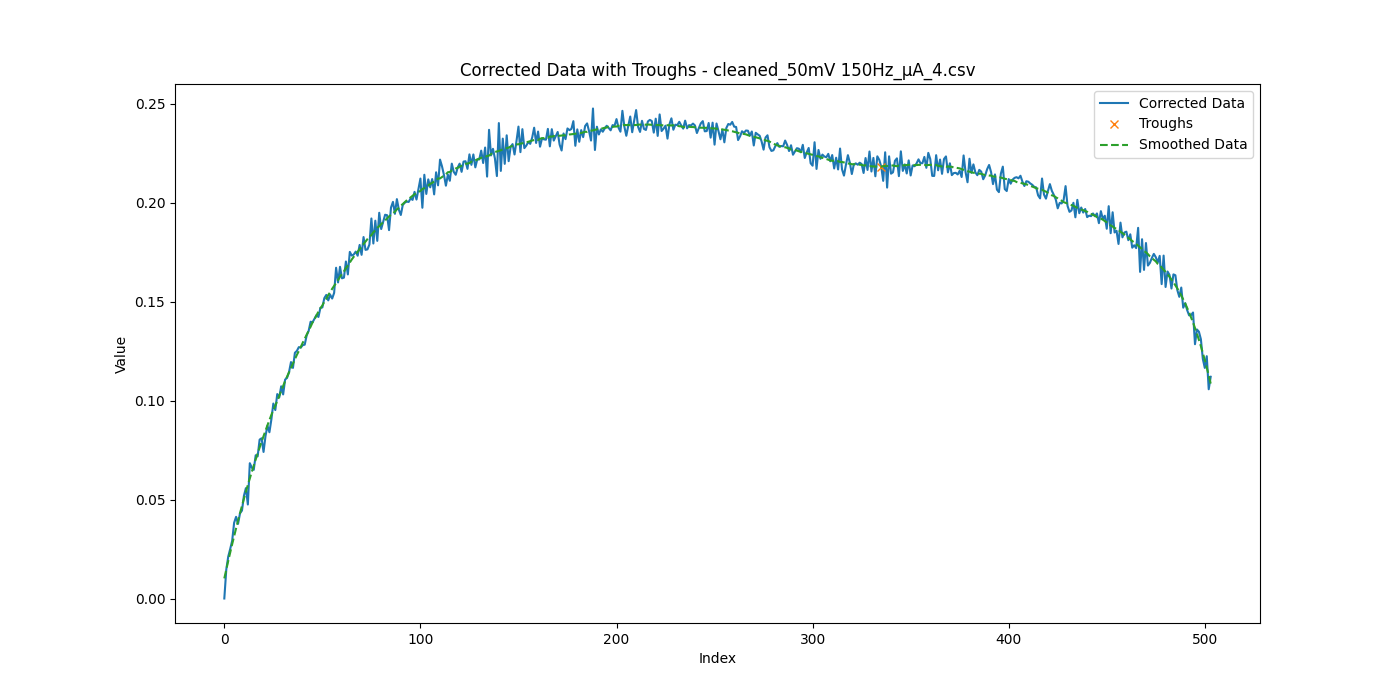 Corrected Data with Troughs - cleaned_50mV 150Hz_µA_4.csv
Corrected Data
Troughs
Smoothed Data
Value
0.25
0.20
0.15
0.10
0.05
0.00
0
100
200
300
400
500
Index